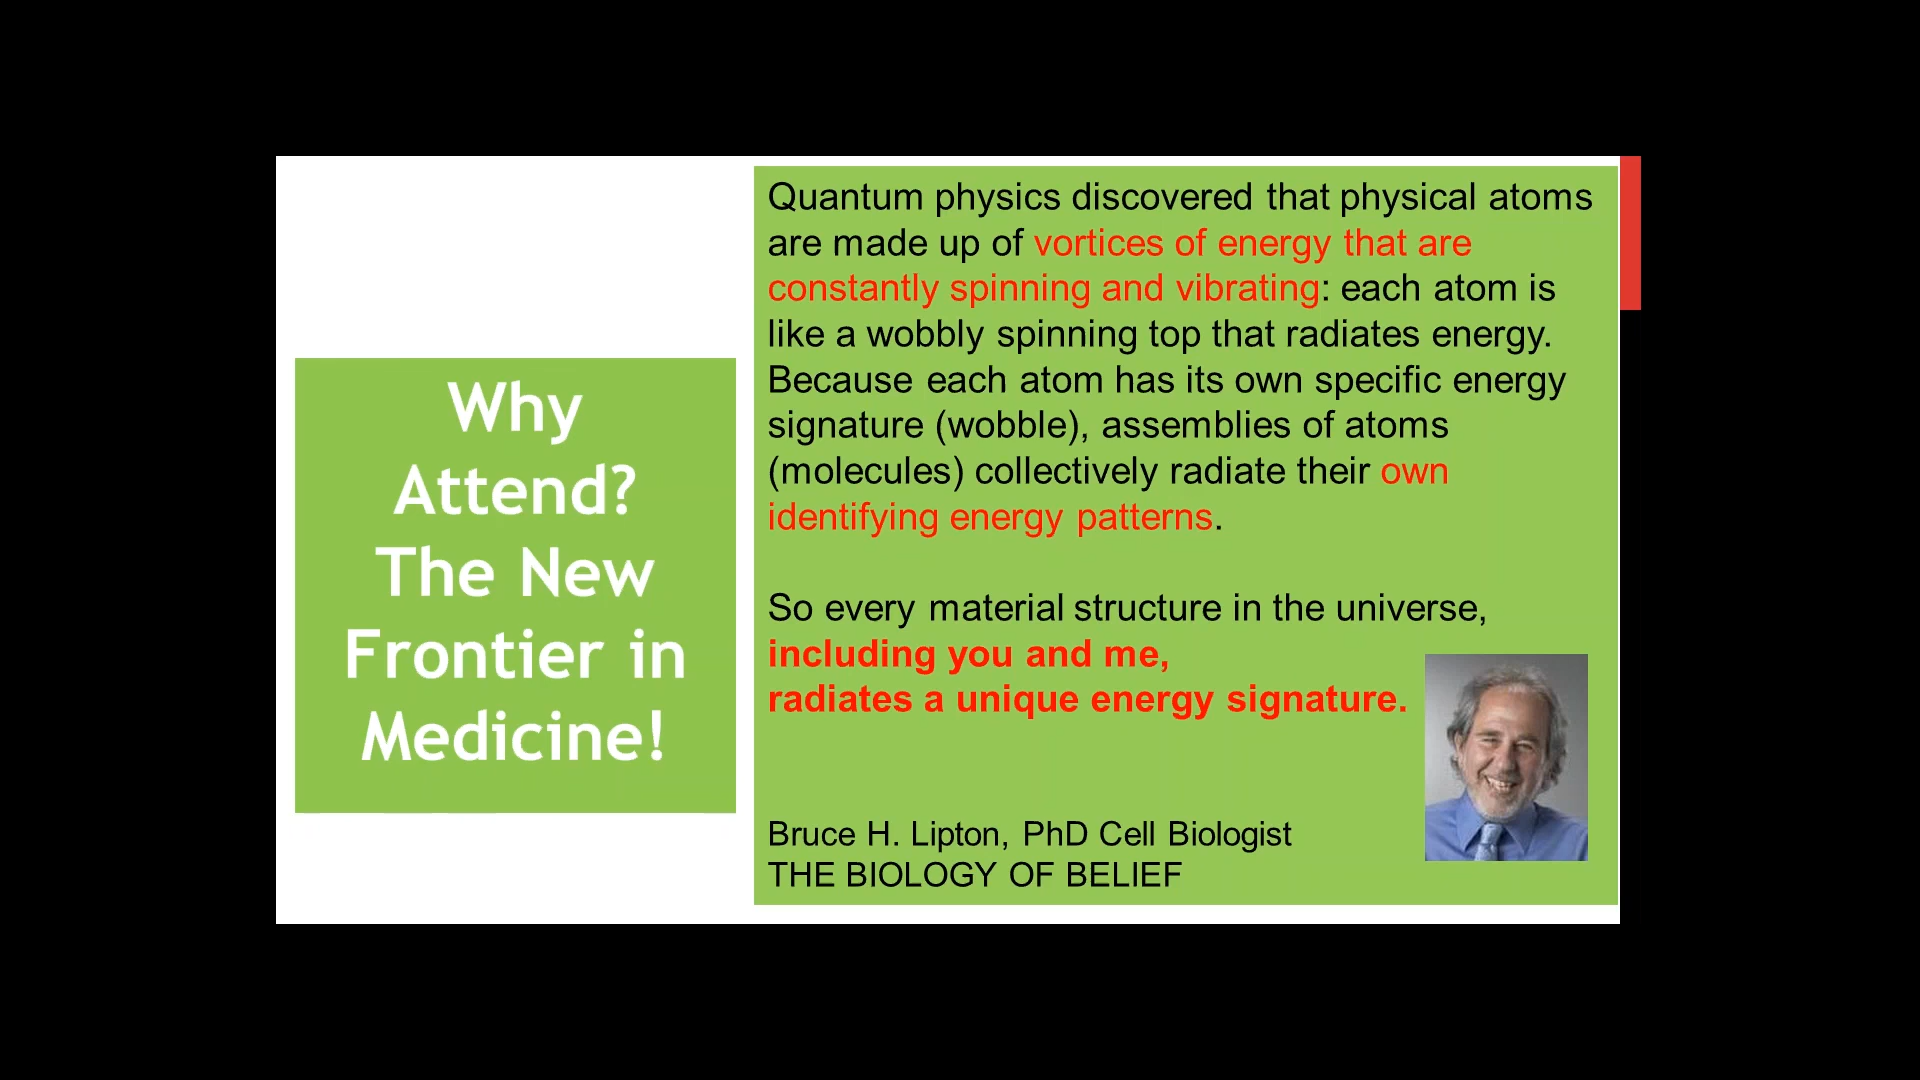 Why
Attend?
The New
Frontier in
Medicine!
Quantum physics discovered that physical atoms
are made up of vortices of energy that are
constantly spinning and vibrating: each atom is
like a wobbly spinning top that radiates energy.
Because each atom has its own specific energy
signature (wobble), assemblies of atoms
(molecules) collectively radiate their own
identifying energy patterns.
So every material structure in the universe,
including you and me,
radiates a unique energy signature.
Bruce H. Lipton, PhD Cell Biologist
THE BIOLOGY OF BELIEF